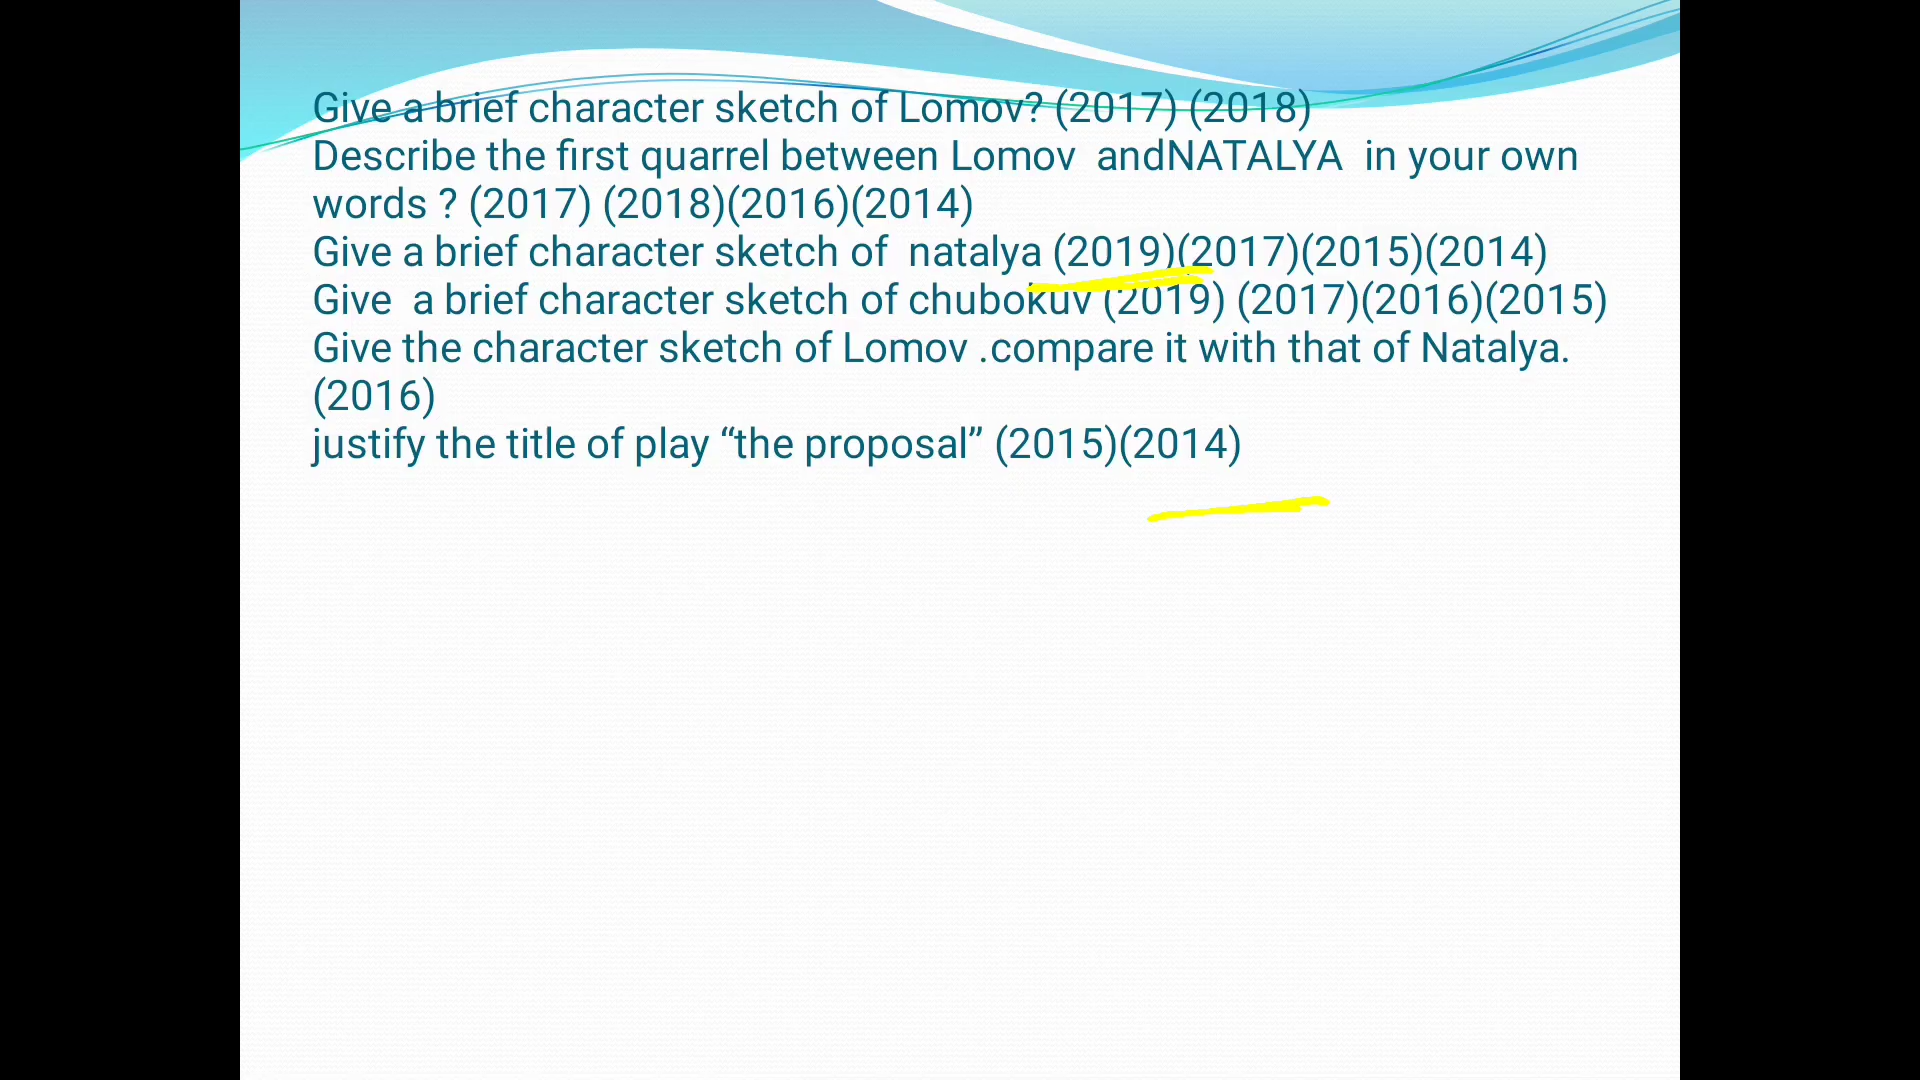 Give a brief character sketch of Lomov? (2017) (2018)
Describe the first quarrel between Lomov  andNATALYA  in your own
words ? (2017) (2018)(2016)(2014)
Give a brief character sketch of  natalya (2019)(2017)(2015)(2014)
Give  a brief character sketch of chubokuv (2019) (2017)(2016)(2015)
Give the character sketch of Lomov .compare it with that of Natalya.
(2016)
justify the title of play “the proposal” (2015)(2014)